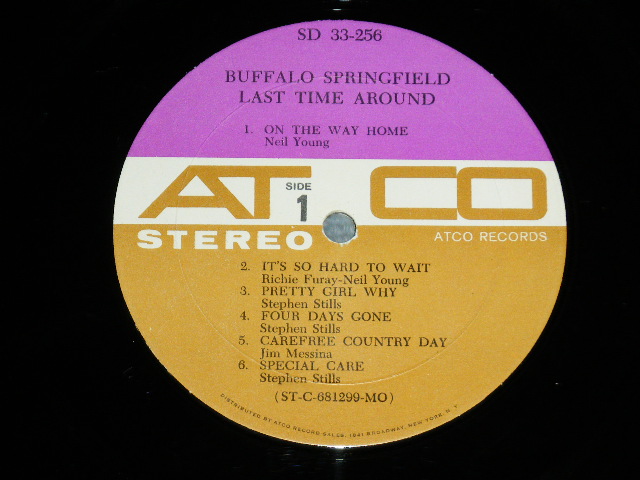 SD 33-256
BUFFALO SPRINGFIELD
LAST TIME AROUND
1. ON THE WAY HOME
Neil Young
ATCO
SIDE
1
STEREO
ATCO RECORDS
2. IT'S SO HARD TO WAIT
Richie Furay-Neil Young
3. PRETTY GIRL WHY
Stephen Stills
4. FOUR DAYS GONE
Stephen Stills
5. CAREFREE COUNTRY DAY
Jim Messina
6. SPECIAL CARE
Stephen Stills
(ST-C-681299-MO)
DISTRIBUTED BY ATCO RECORD SALES, 1841 BROADWAY, NEW YORK, N. Y.